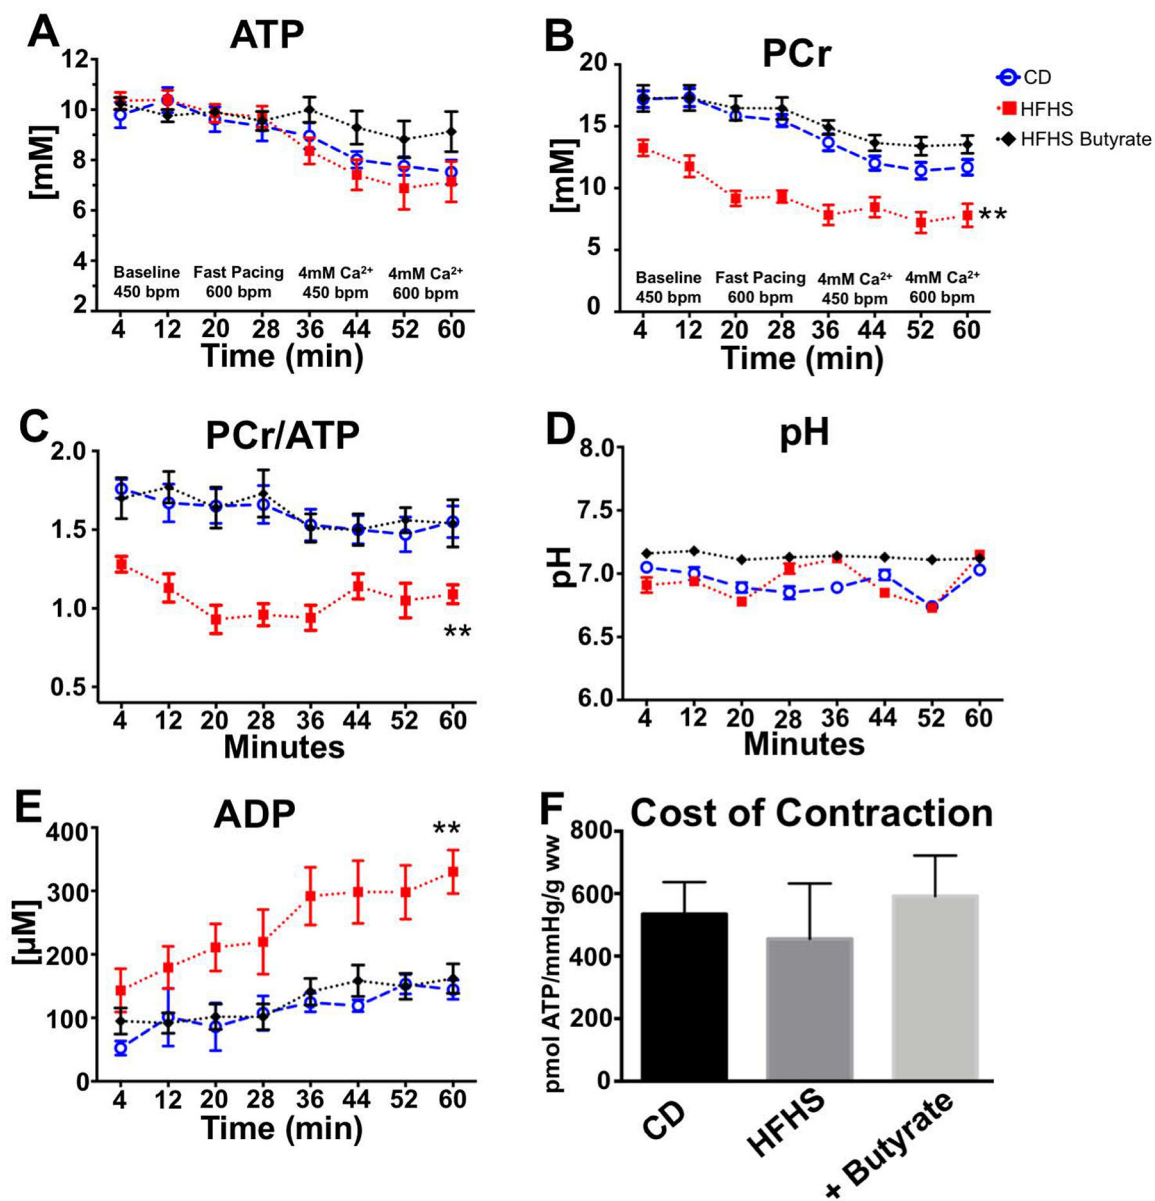 A
ATP
12
10
8
6
4
2
[mM]
Baseline
450 bpm
Fast Pacing
600 bpm
4mM Ca²⁺
450 bpm
4mM Ca²⁺
600 bpm
4 12 20 28 36 44 52 60
Time (min)
B
PCr
20
15
10
5
0
[mM]
**
Baseline
450 bpm
Fast Pacing
600 bpm
4mM Ca²⁺
450 bpm
4mM Ca²⁺
600 bpm
4 12 20 28 36 44 52 60
Time (min)
CD
HFHS
HFHS Butyrate
C
PCr/ATP
2.0
1.5
1.0
0.5
**
4 12 20 28 36 44 52 60
Minutes
D
pH
8.0
7.5
7.0
6.5
6.0
pH
4 12 20 28 36 44 52 60
Minutes
E
ADP
400
300
200
100
0
[µM]
**
4 12 20 28 36 44 52 60
Time (min)
F
Cost of Contraction
800
600
400
200
0
pmol ATP/mmHg/g ww
CD
HFHS
+ Butyrate